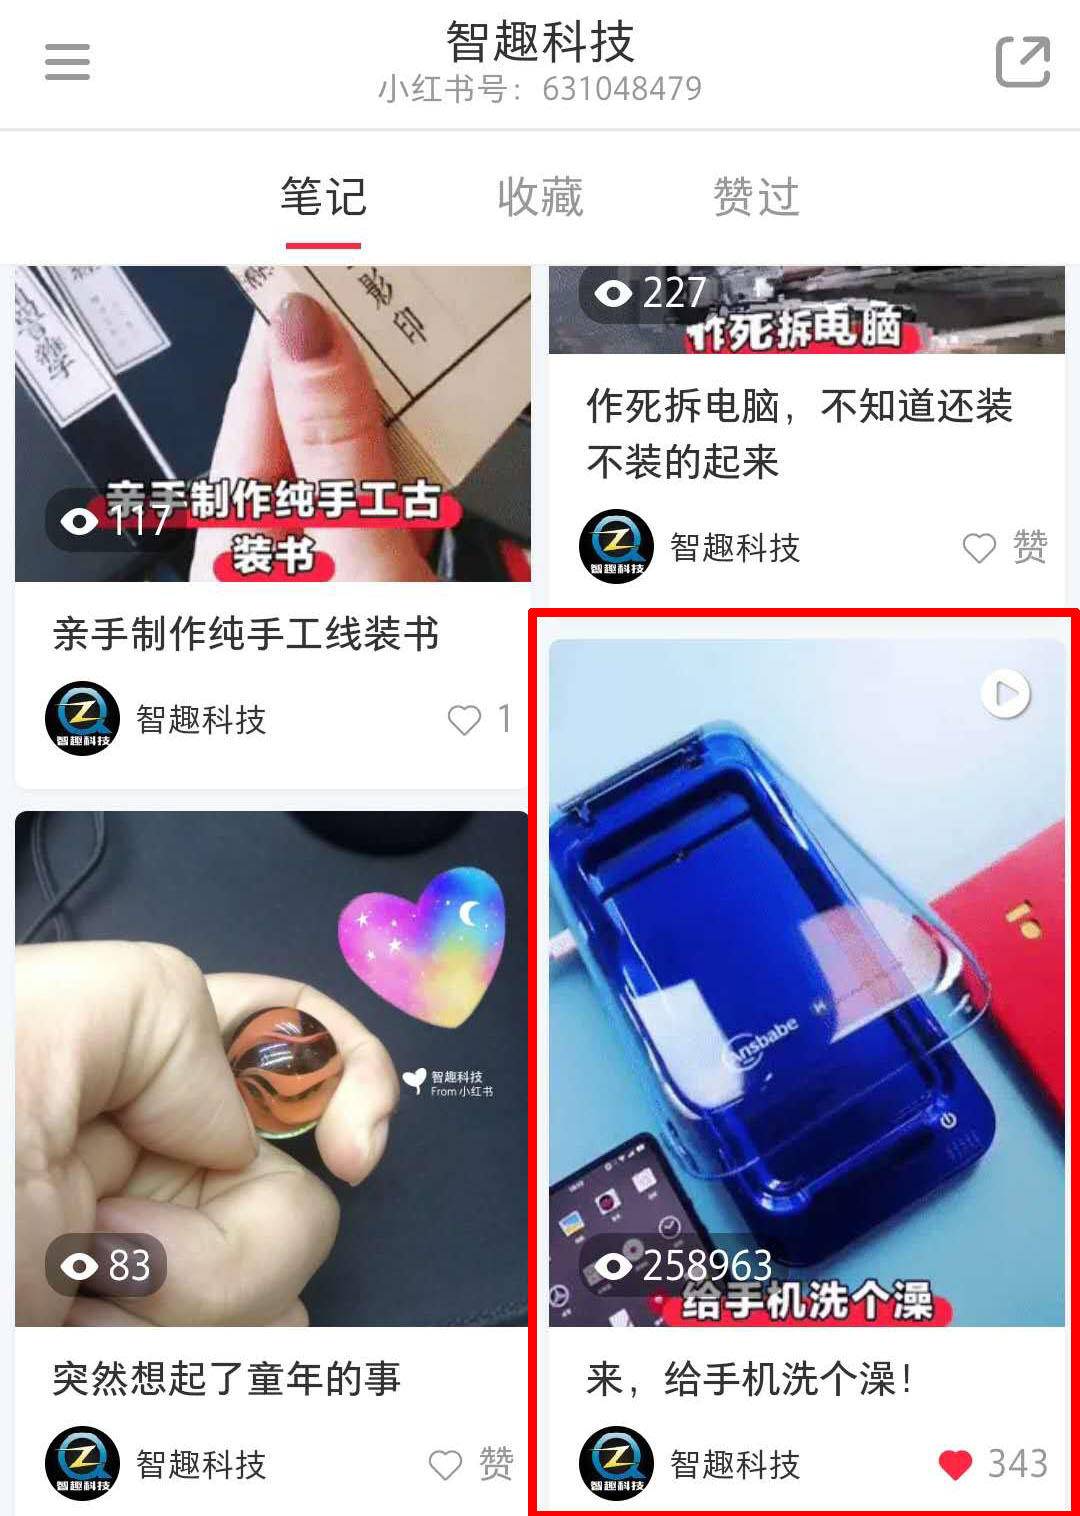 智趣科技
小红书号：631048479
笔记
收藏
赞过
影印
亲手制作纯手工古
装书
117
亲手制作纯手工线装书
智趣科技
1
227
作死拆电脑
作死拆电脑，不知道还装
不装的起来
智趣科技
赞
智趣科技
From 小红书
83
突然想起了童年的事
智趣科技
赞
10
ansbabe
258963
给手机洗个澡
来，给手机洗个澡！
智趣科技
343